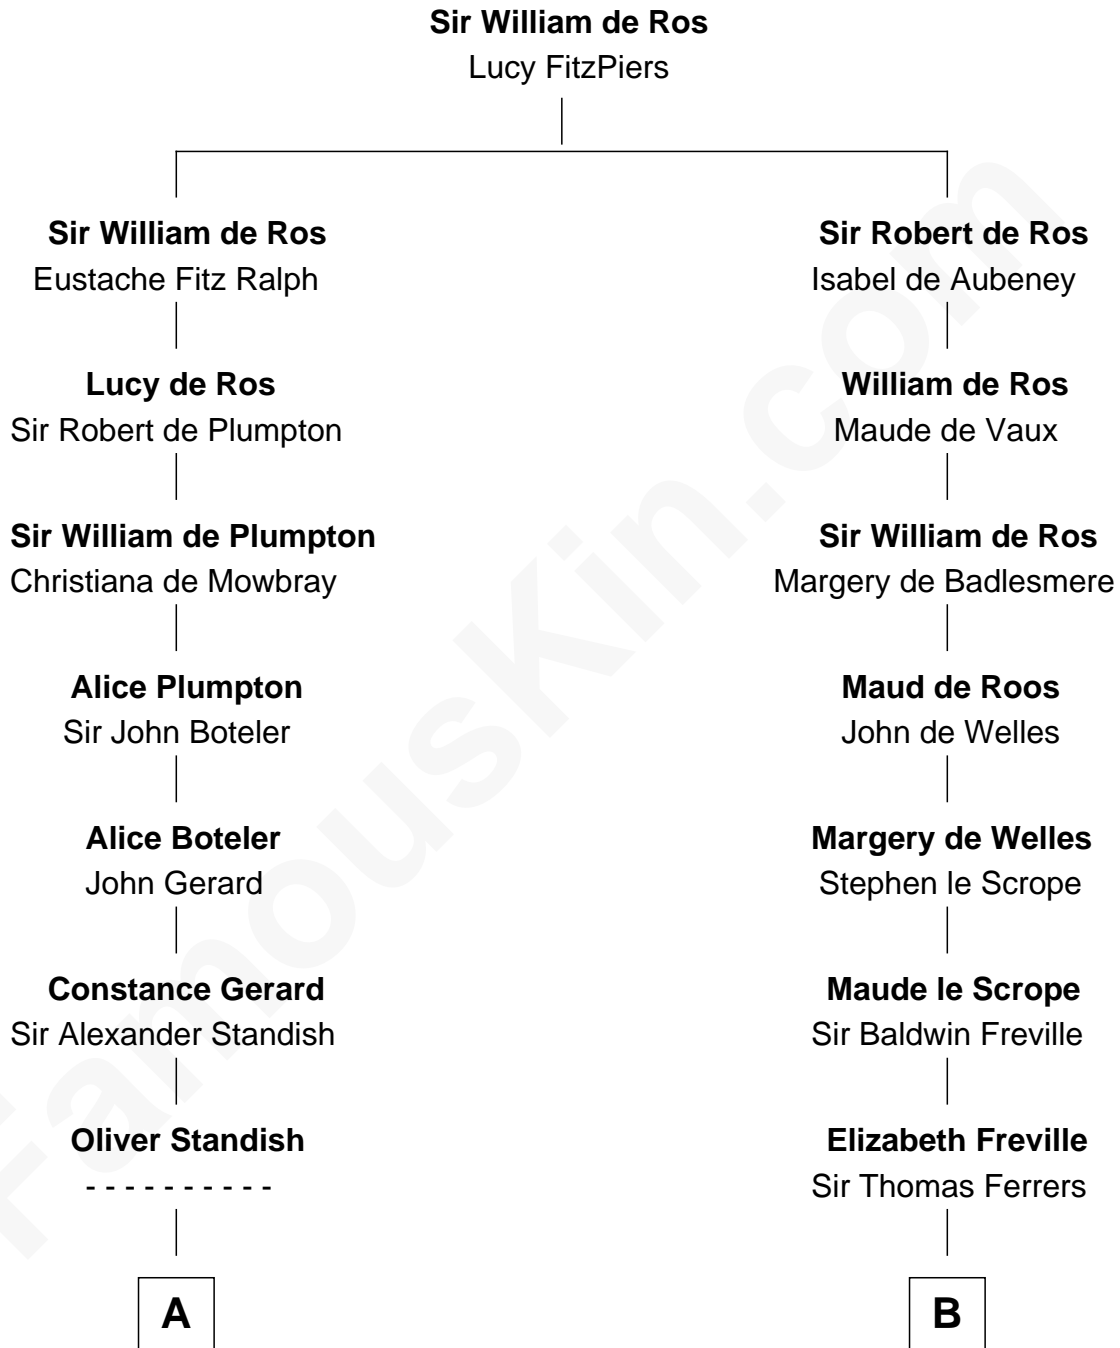 Sir William de Ros
Lucy FitzPiers
Sir William de Ros
Eustache Fitz Ralph
Sir Robert de Ros
Isabel de Aubeney
Lucy de Ros
Sir Robert de Plumpton
William de Ros
Maude de Vaux
Sir William de Plumpton
Christiana de Mowbray
Sir William de Ros
Margery de Badlesmere
Alice Plumpton
Sir John Boteler
Maud de Roos
John de Welles
Alice Boteler
John Gerard
Margery de Welles
Stephen le Scrope
Constance Gerard
Sir Alexander Standish
Maude le Scrope
Sir Baldwin Freville
Oliver Standish
- - - - - - - - - -
Elizabeth Freville
Sir Thomas Ferrers
A
B
FamousKin.com